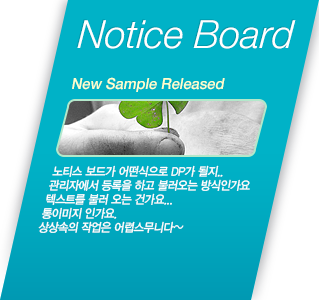 Notice Board
New Sample Released
노티스 보드가 어떤식으로 DP가 될지..
관리자에서 등록을 하고 불러오는 방식인가요
텍스트를 불러 오는 건가요...
통이미지 인가요.
상상속의 작업은 어렵스무니다~